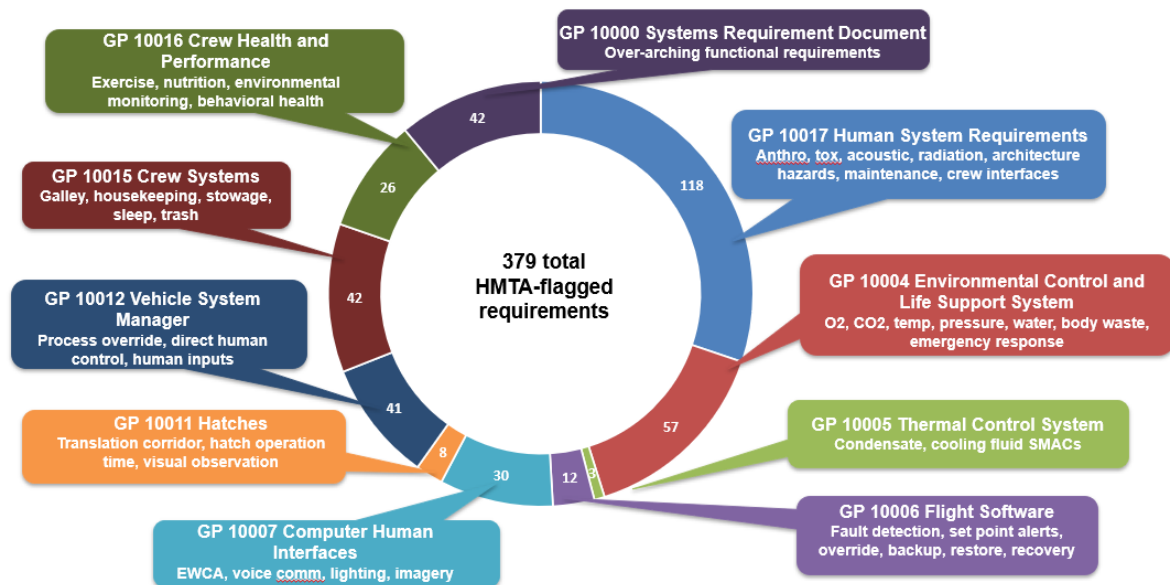 GP 10016 Crew Health and
Performance
Exercise, nutrition, environmental
monitoring, behavioral health
GP 10000 Systems Requirement Document
Over-arching functional requirements
42
GP 10017 Human System Requirements
Anthro, tox, acoustic, radiation, architecture
hazards, maintenance, crew interfaces
118
26
GP 10015 Crew Systems
Galley, housekeeping, stowage,
sleep, trash
379 total
HMTA-flagged
requirements
42
GP 10004 Environmental Control and
Life Support System
O2, CO2, temp, pressure, water, body waste,
emergency response
57
GP 10012 Vehicle System
Manager
Process override, direct human
control, human inputs
41
GP 10011 Hatches
Translation corridor, hatch operation
time, visual observation
8
GP 10005 Thermal Control System
Condensate, cooling fluid SMACs
3
30
12
GP 10007 Computer Human
Interfaces
EWCA, voice comm, lighting, imagery
GP 10006 Flight Software
Fault detection, set point alerts,
override, backup, restore, recovery